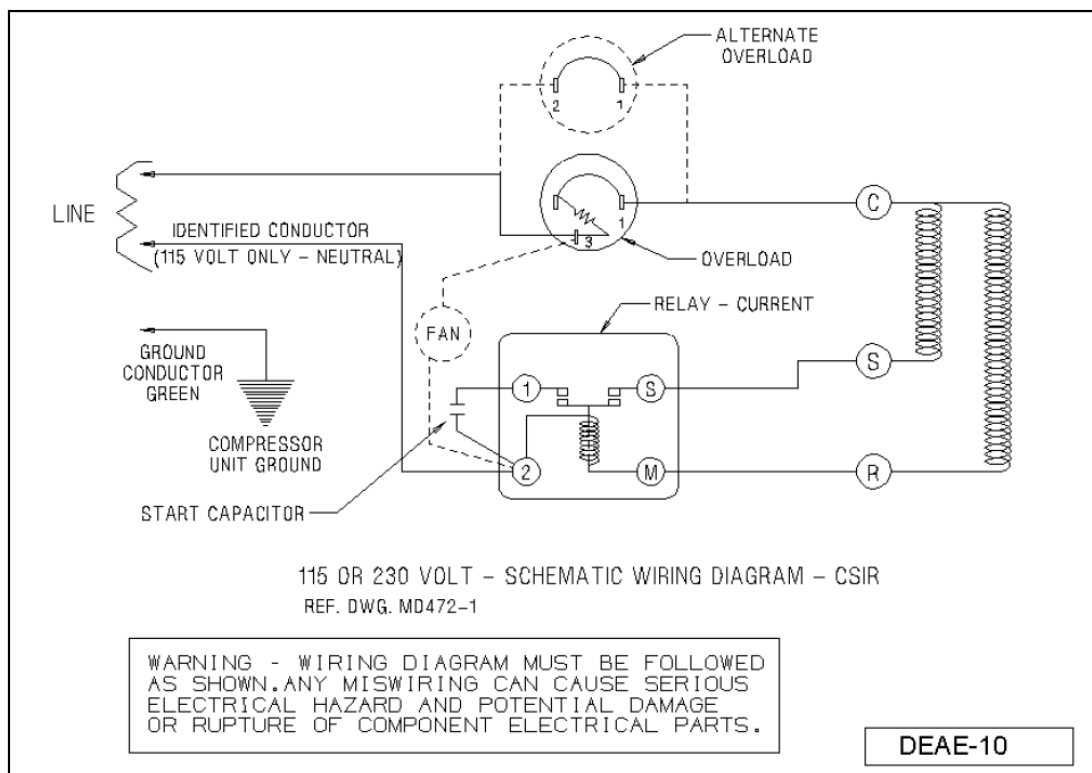 ALTERNATE
OVERLOAD
2
1
LINE
IDENTIFIED CONDUCTOR
(115 VOLT ONLY - NEUTRAL)
1
3
C
OVERLOAD
RELAY - CURRENT
FAN
GROUND
CONDUCTOR
GREEN
1
S
S
COMPRESSOR
UNIT GROUND
2
M
R
START CAPACITOR
115 OR 230 VOLT - SCHEMATIC WIRING DIAGRAM - CSIR
REF. DWG. MD472-1
WARNING - WIRING DIAGRAM MUST BE FOLLOWED
AS SHOWN.ANY MISWIRING CAN CAUSE SERIOUS
ELECTRICAL HAZARD AND POTENTIAL DAMAGE
OR RUPTURE OF COMPONENT ELECTRICAL PARTS.
DEAE-10